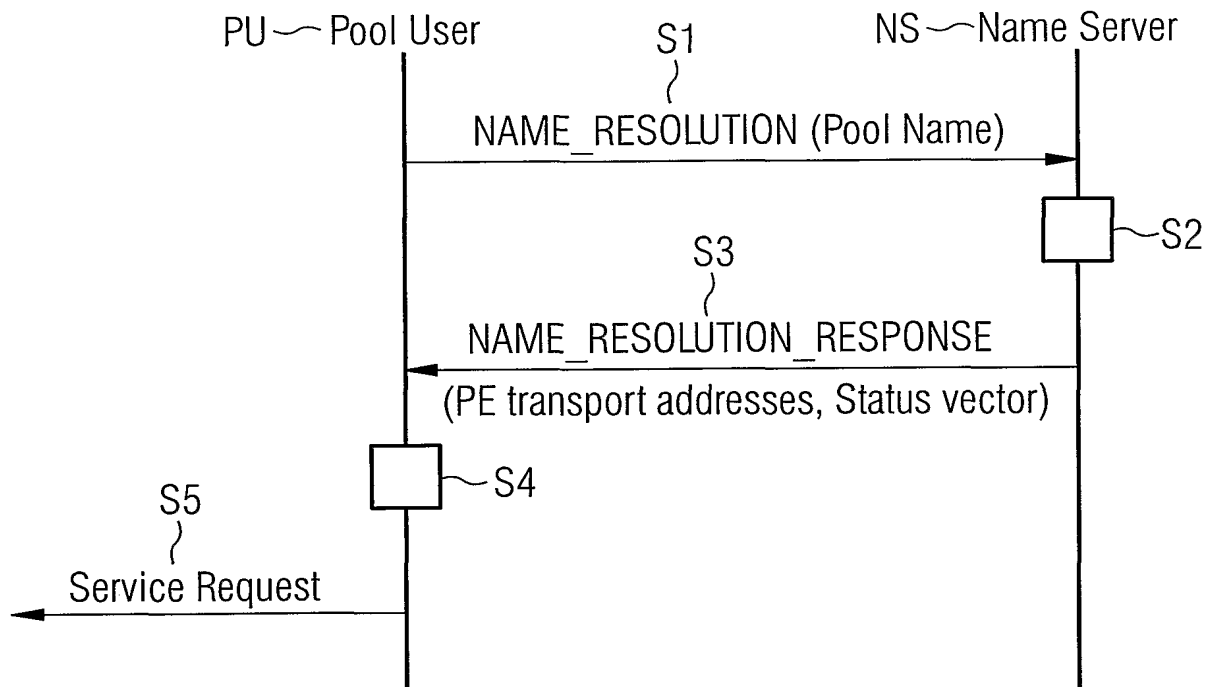 PU Pool User
NS Name Server
S1
NAME_RESOLUTION (Pool Name)
S2
S3
NAME_RESOLUTION_RESPONSE
(PE transport addresses, Status vector)
S4
S5
Service Request